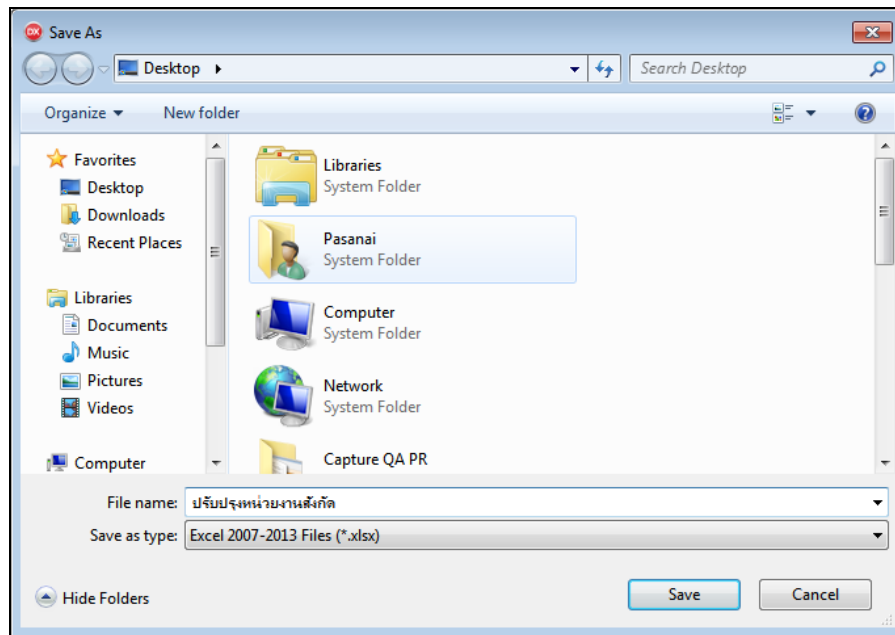 Save As
Desktop
Search Desktop
Organize
New folder
Favorites
Desktop
Downloads
Recent Places
Libraries
Documents
Music
Pictures
Videos
Computer
Libraries
System Folder
Pasanai
System Folder
Computer
System Folder
Network
System Folder
Capture QA PR
File name: ปรับปรุงหน่วยงานสังกัด
Save as type: Excel 2007-2013 Files (*.xlsx)
Hide Folders
Save
Cancel